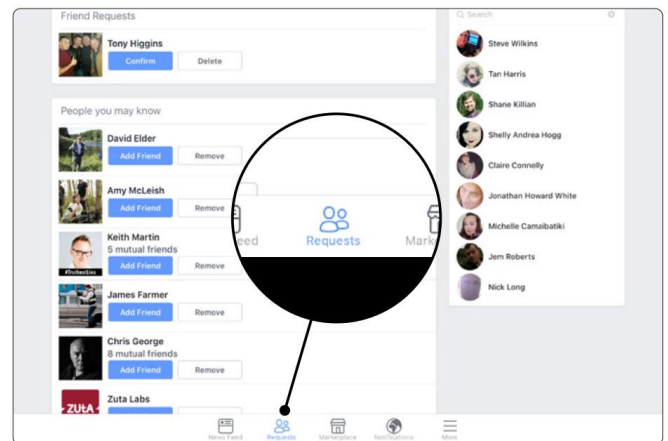 Friend Requests
Tony Higgins
Confirm Delete
People you may know
David Elder
Add Friend Remove
Amy McLeish
Add Friend Remove
Keith Martin
5 mutual friends
Add Friend Remove
#TruibestLies
James Farmer
Add Friend Remove
Chris George
8 mutual friends
Add Friend Remove
Zuta Labs
ZUtA
eed Requests Mark
News Feed Requests Marketplace Notifications More
Search
Steve Wilkins
Tan Harris
Shane Killian
Shelly Andrea Hogg
Claire Connelly
Jonathan Howard White
Michelle Camaibatiki
Jem Roberts
Nick Long